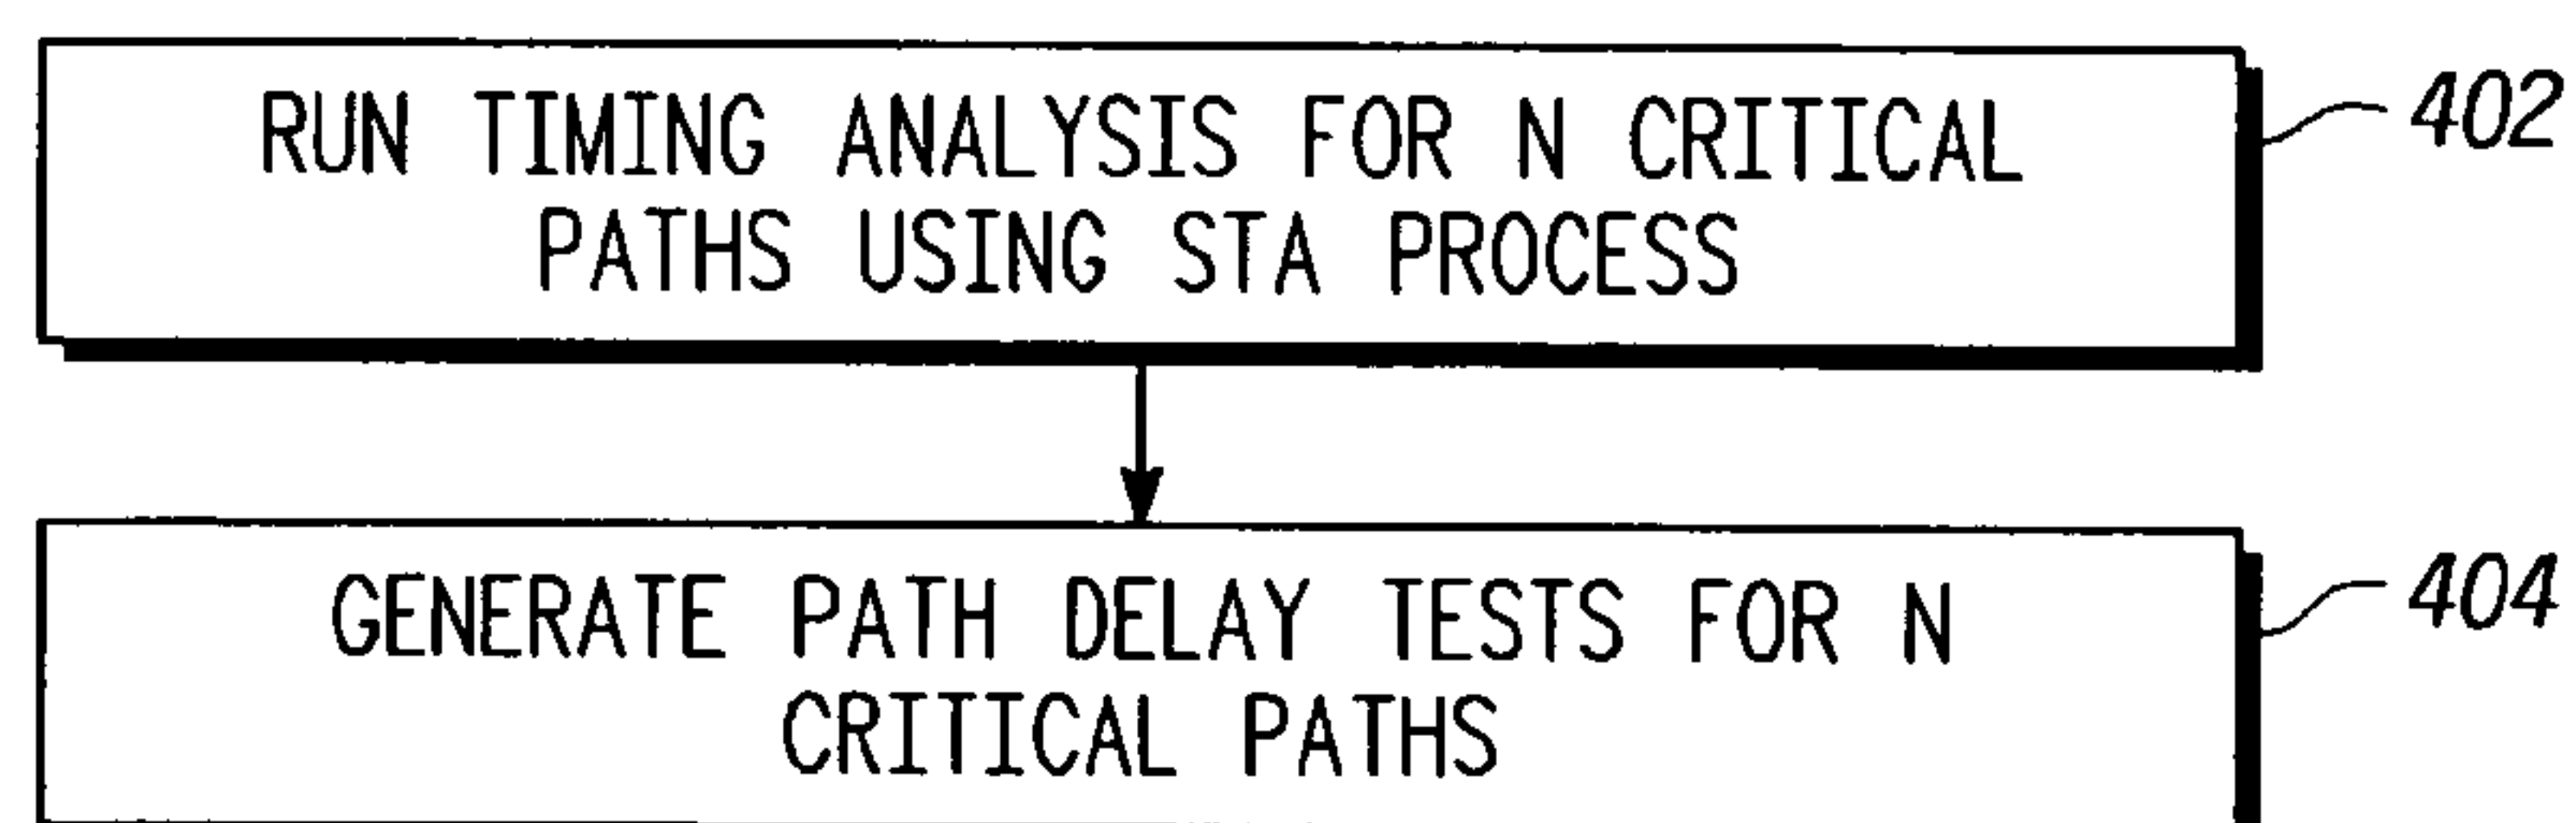 RUN TIMING ANALYSIS FOR N CRITICAL
PATHS USING STA PROCESS
402
GENERATE PATH DELAY TESTS FOR N
CRITICAL PATHS
404